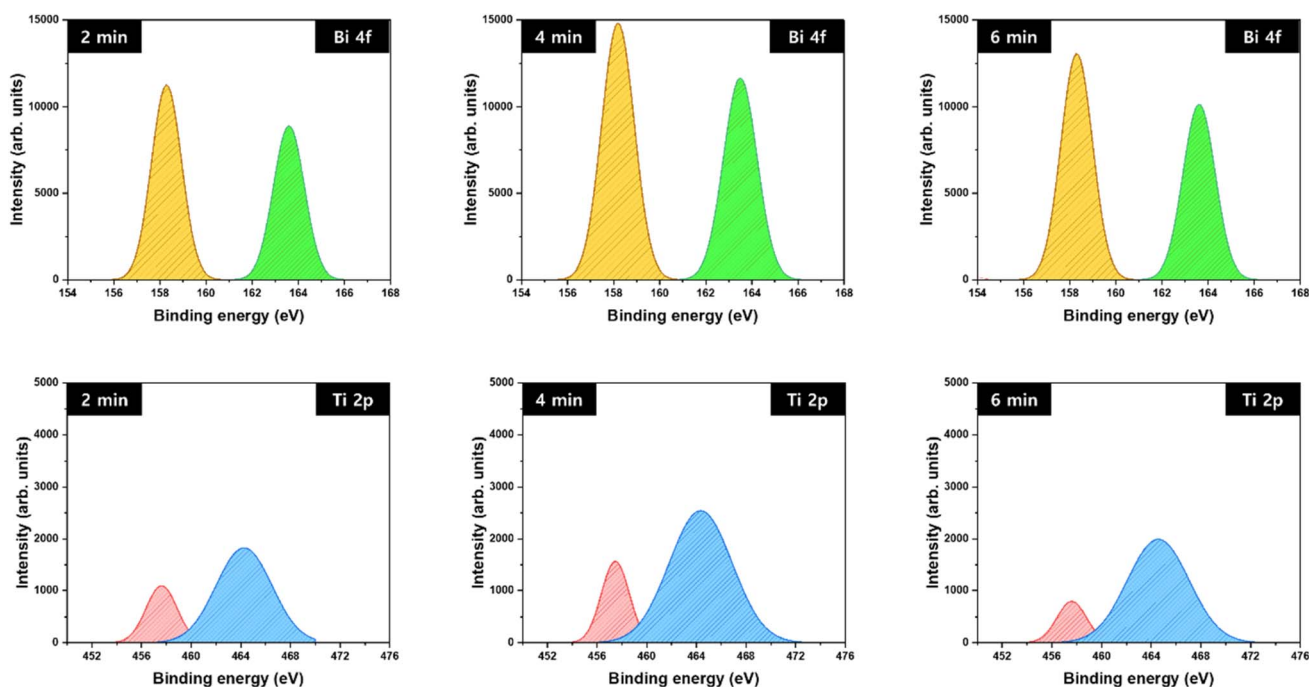 2 min
Bi 4f
Intensity (arb. units)
15000
10000
5000
0
154 156 158 160 162 164 166 168
Binding energy (eV)
4 min
Bi 4f
Intensity (arb. units)
15000
10000
5000
0
154 156 158 160 162 164 166 168
Binding energy (eV)
6 min
Bi 4f
Intensity (arb. units)
15000
10000
5000
0
154 156 158 160 162 164 166 168
Binding energy (eV)
2 min
Ti 2p
Intensity (arb. units)
5000
4000
3000
2000
1000
0
452 456 460 464 468 472 476
Binding energy (eV)
4 min
Ti 2p
Intensity (arb. units)
5000
4000
3000
2000
1000
0
452 456 460 464 468 472 476
Binding energy (eV)
6 min
Ti 2p
Intensity (arb. units)
5000
4000
3000
2000
1000
0
452 456 460 464 468 472 476
Binding energy (eV)